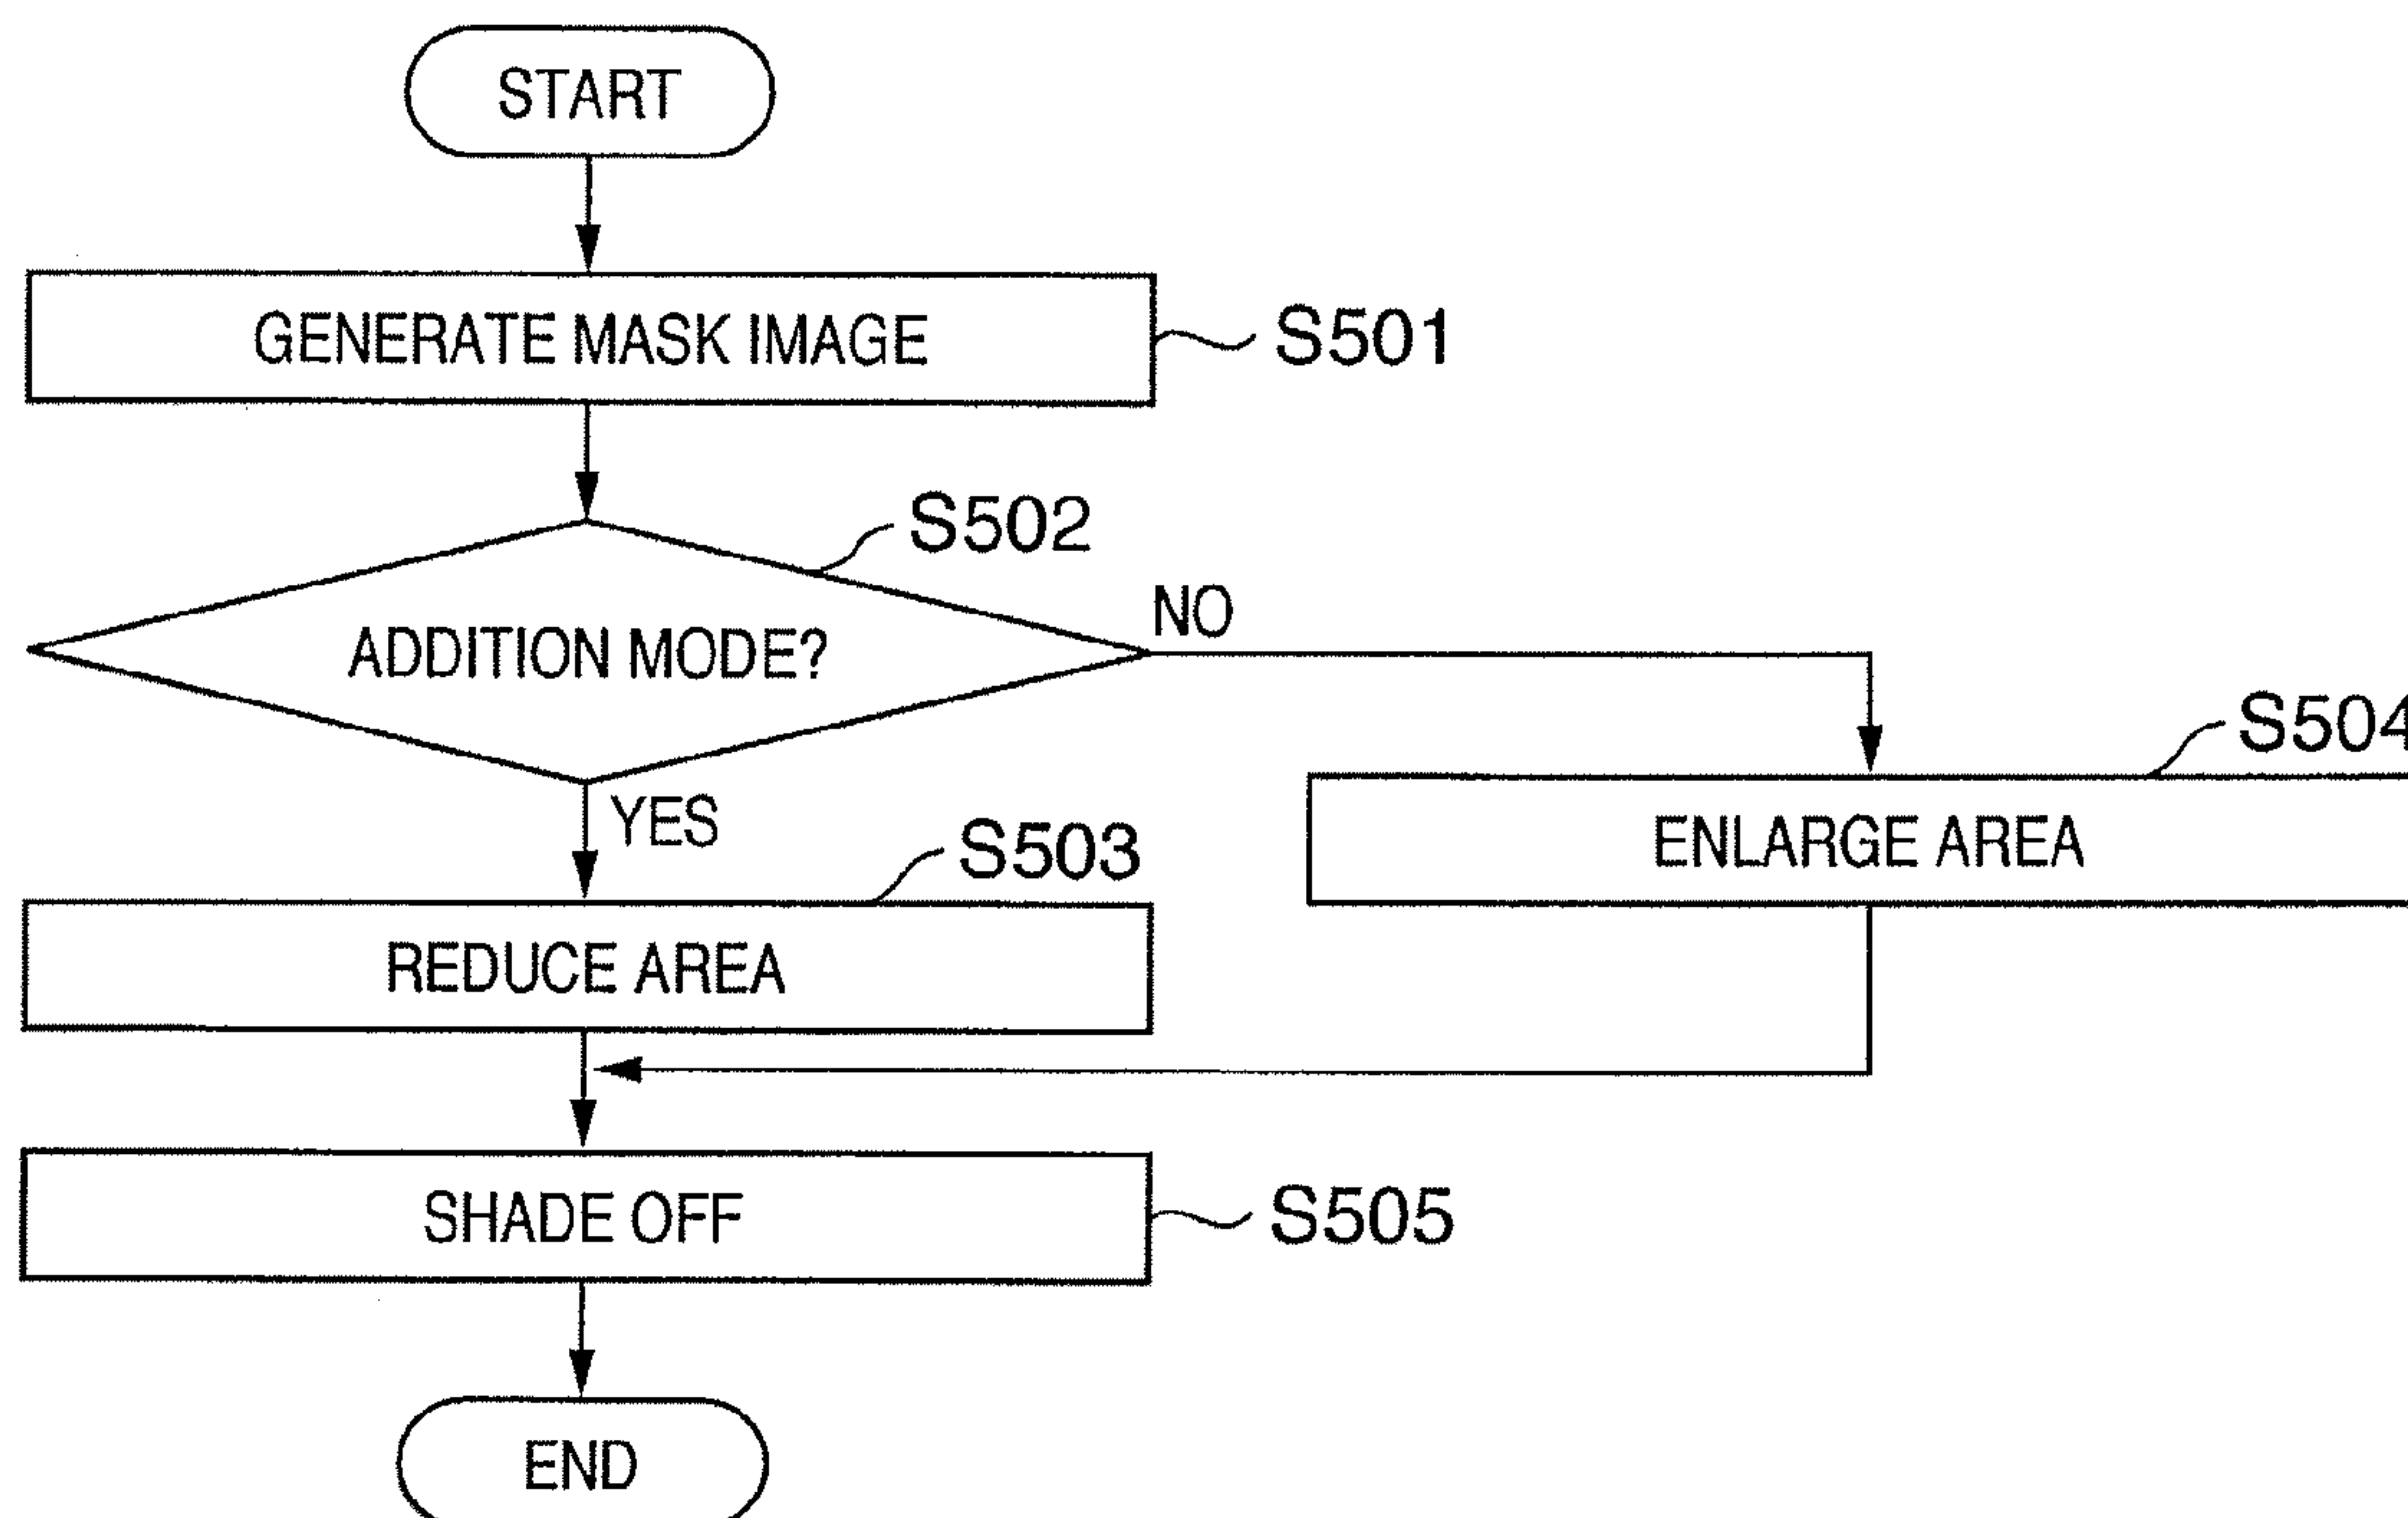 START
GENERATE MASK IMAGE
S501
S502
ADDITION MODE?
NO
YES
S504
ENLARGE AREA
S503
REDUCE AREA
SHADE OFF
S505
END